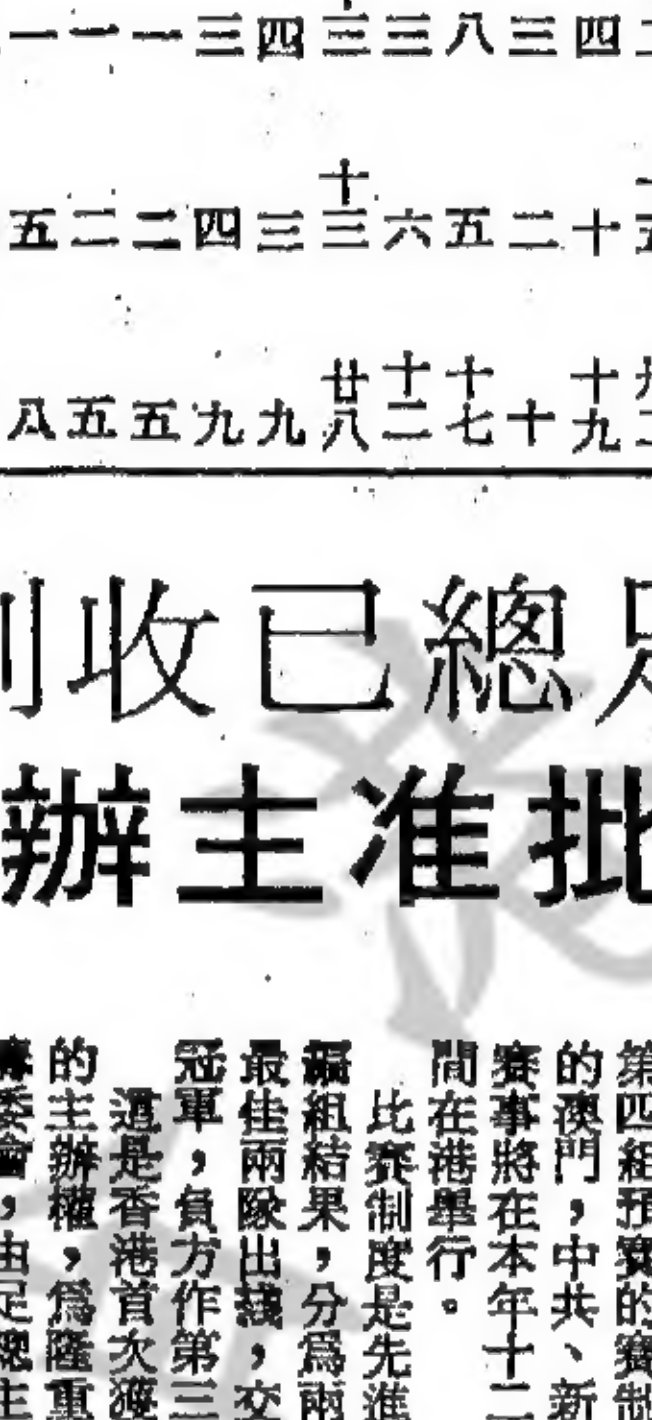 四 十 十九
三 二 十
八 五 十七
三 六 十二
三 十三 廿八
四 三 九
三 四 九
一 二 五
一 二 五
一 五 八
總已收
批准主辦
第四組預賽的賽制
的澳門，中共、新
賽事將在本年十二
間在港舉行。
比賽制度是先進
編組結果，分爲兩
最佳兩隊出綫，交
冠軍，負方作第三
這是香港首次獲
的主辦權，爲隆重
委會，由足總主